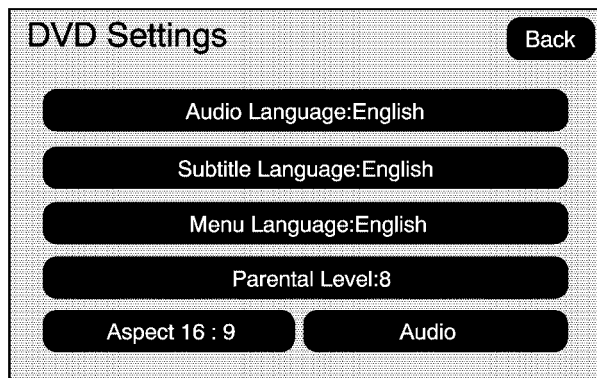 DVD Settings
Back
Audio Language:English
Subtitle Language:English
Menu Language:English
Parental Level:8
Aspect 16 : 9
Audio